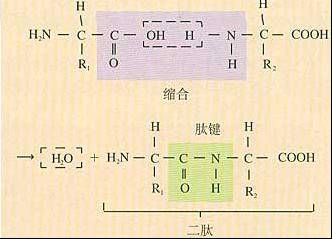 H H
H₂N — C — C — OH H — N — C — COOH
R₁ O H R₂
缩合
H 肽键 H
→ H₂O + H₂N — C — C — N — C — COOH
R₁ O H R₂
二肽